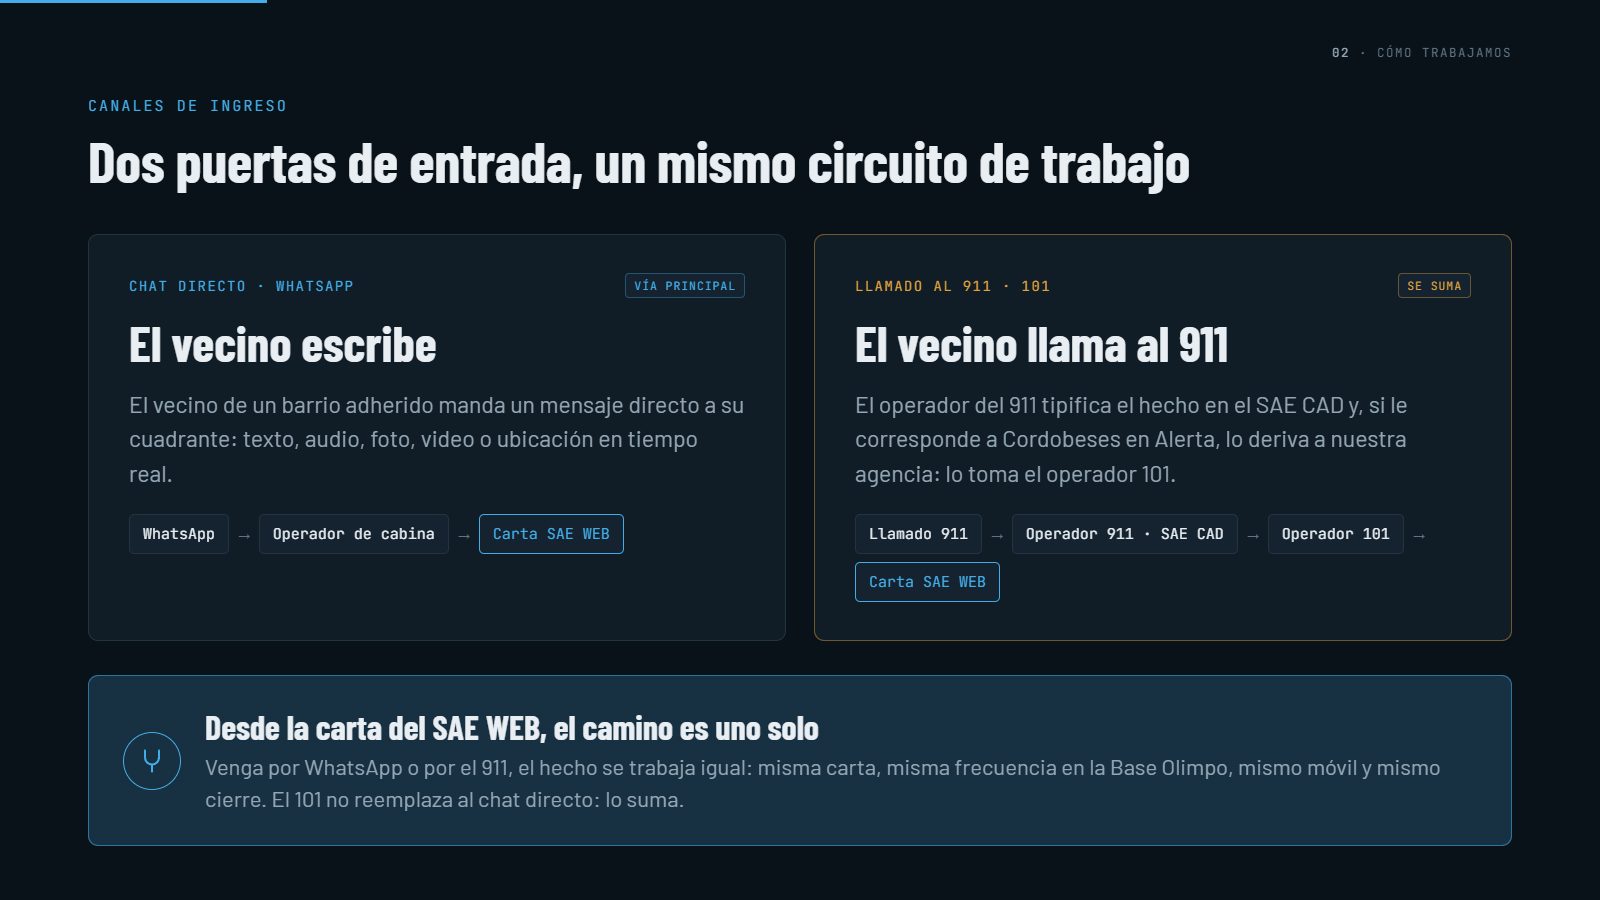 02 · CÓMO TRABAJAMOS
CANALES DE INGRESO
Dos puertas de entrada, un mismo circuito de trabajo
CHAT DIRECTO · WHATSAPP
VÍA PRINCIPAL
El vecino escribe
El vecino de un barrio adherido manda un mensaje directo a su
cuadrante: texto, audio, foto, video o ubicación en tiempo
real.
WhatsApp → Operador de cabina → Carta SAE WEB
LLAMADO AL 911 · 101
SE SUMA
El vecino llama al 911
El operador del 911 tipifica el hecho en el SAE CAD y, si le
corresponde a Cordobeses en Alerta, lo deriva a nuestra
agencia: lo toma el operador 101.
Llamado 911 → Operador 911 · SAE CAD → Operador 101 →
Carta SAE WEB
Desde la carta del SAE WEB, el camino es uno solo
Venga por WhatsApp o por el 911, el hecho se trabaja igual: misma carta, misma frecuencia en la Base Olimpo, mismo móvil y mismo
cierre. El 101 no reemplaza al chat directo: lo suma.